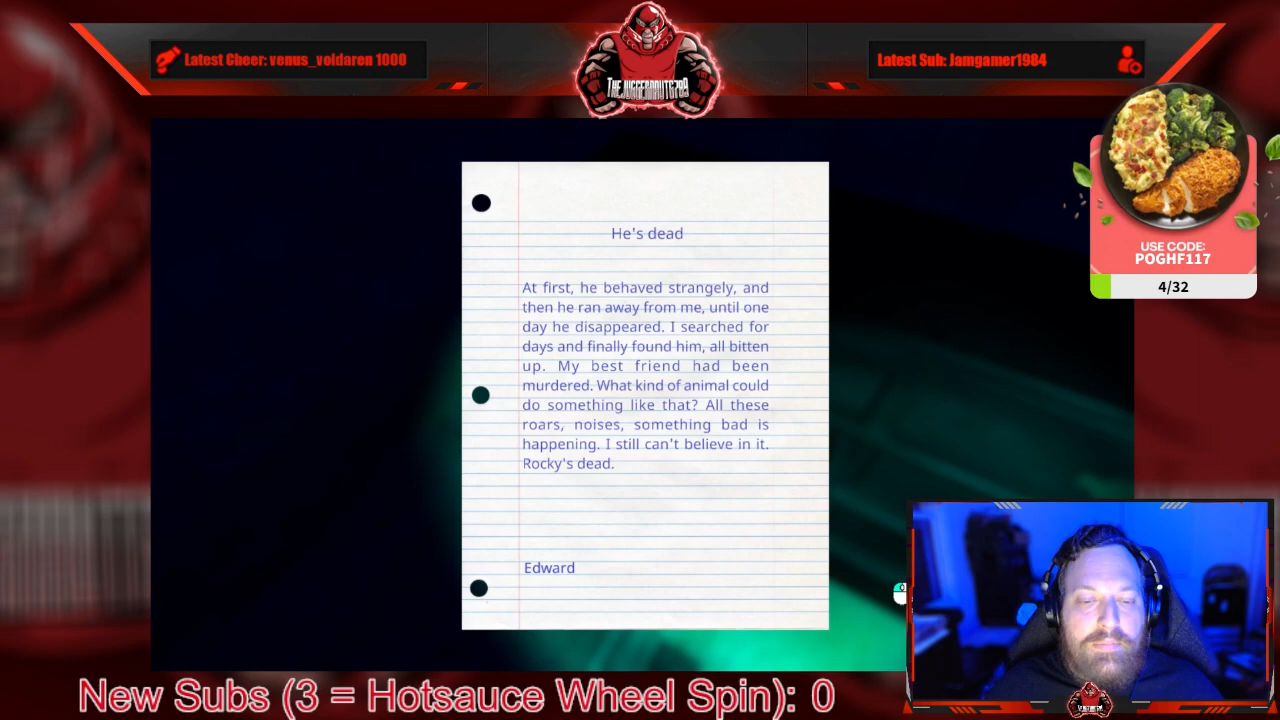 Latest Cheer: venus_voldaren 1000
THEJUGGERNAUT6789
Latest Sub: Jamgamer1984
USE CODE:
POGHF117
4/32
He's dead
At first, he behaved strangely, and
then he ran away from me, until one
day he disappeared. I searched for
days and finally found him, all bitten
up. My best friend had been
murdered. What kind of animal could
do something like that? All these
roars, noises, something bad is
happening. I still can't believe in it.
Rocky's dead.
Edward
New Subs (3 = Hotsauce Wheel Spin): 0